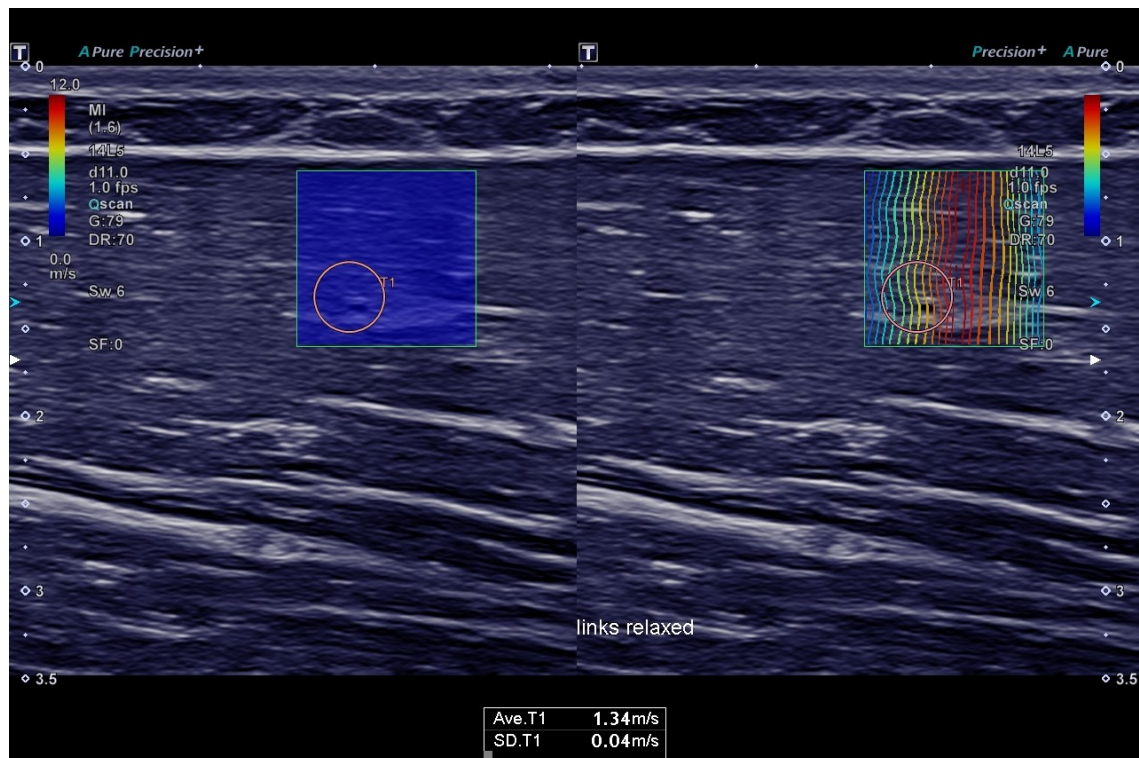 T
A Pure Precision+
0
12.0
MI
(1.6)
14L5
d11.0
1.0 fps
Qscan
G:79
DR:70
1
0.0
m/s
Sw 6
SF:0
T1
2
3
3.5
T
Precision+ A Pure
0
14L5
d11.0
1.0 fps
Qscan
G:79
DR:70
1
T1
Sw 6
SF:0
2
3
links relaxed
3.5
Ave.T1 1.34m/s
SD.T1 0.04m/s